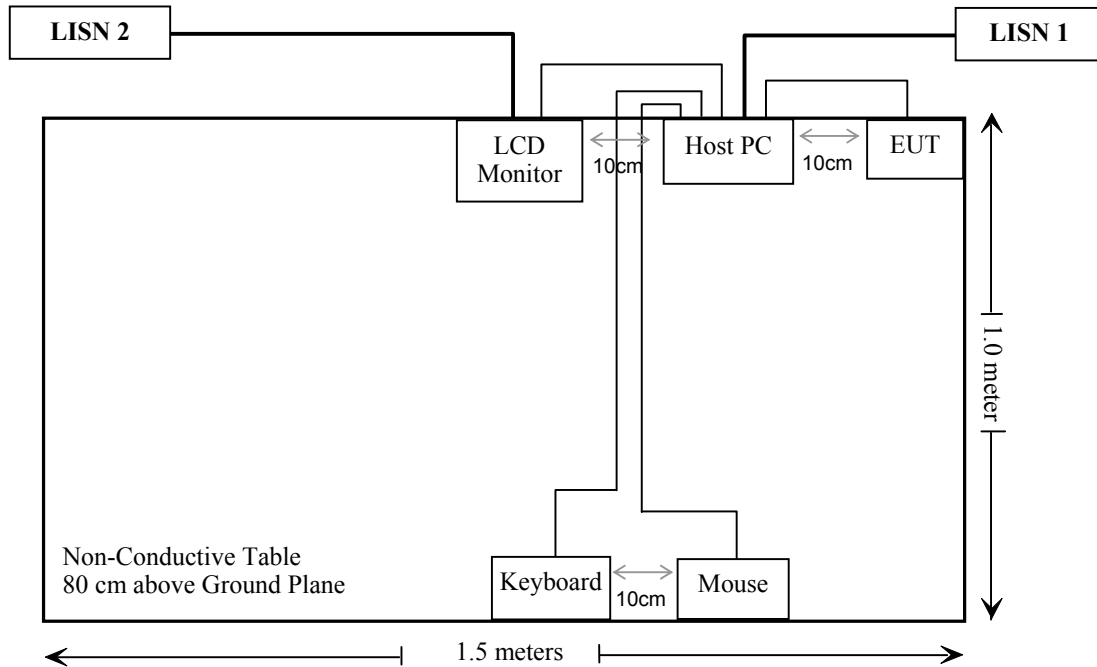 LISN 2
LISN 1
LCD
Monitor
10cm
Host PC
10cm
EUT
1.0 meter
Non-Conductive Table
80 cm above Ground Plane
Keyboard
10cm
Mouse
1.5 meters